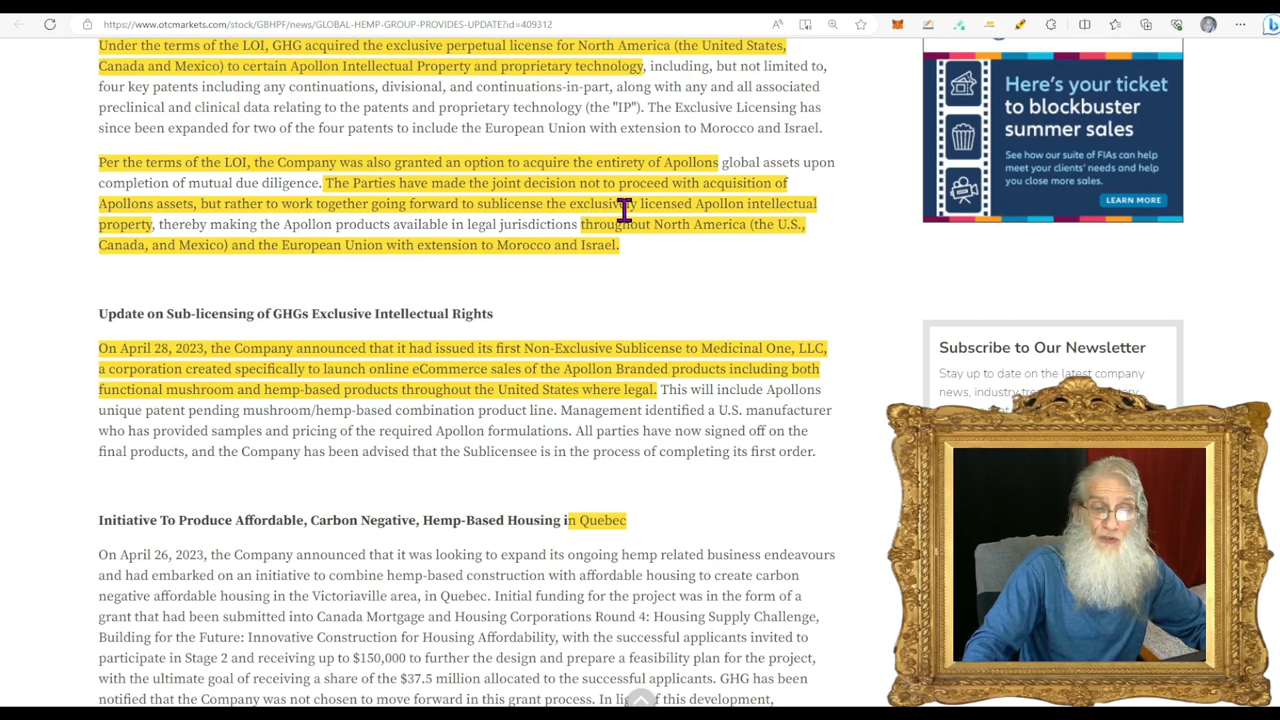 https://www.otcmarkets.com/stock/GBHPF/news/GLOBAL-HEMP-GROUP-PROVIDES-UPDATE?id=409312
Under the terms of the LOI, GHG acquired the exclusive perpetual license for North America (the United States,
Canada and Mexico) to certain Apollon Intellectual Property and proprietary technology, including, but not limited to,
four key patents including any continuations, divisional, and continuations-in-part, along with any and all associated
preclinical and clinical data relating to the patents and proprietary technology (the "IP"). The Exclusive Licensing has
since been expanded for two of the four patents to include the European Union with extension to Morocco and Israel.
Per the terms of the LOI, the Company was also granted an option to acquire the entirety of Apollons global assets upon
completion of mutual due diligence. The Parties have made the joint decision not to proceed with acquisition of
Apollons assets, but rather to work together going forward to sublicense the exclusively licensed Apollon intellectual
property, thereby making the Apollon products available in legal jurisdictions throughout North America (the U.S.,
Canada, and Mexico) and the European Union with extension to Morocco and Israel.
Update on Sub-licensing of GHGs Exclusive Intellectual Rights
On April 28, 2023, the Company announced that it had issued its first Non-Exclusive Sublicense to Medicinal One, LLC,
a corporation created specifically to launch online eCommerce sales of the Apollon Branded products including both
functional mushroom and hemp-based products throughout the United States where legal. This will include Apollons
unique patent pending mushroom/hemp-based combination product line. Management identified a U.S. manufacturer
who has provided samples and pricing of the required Apollon formulations. All parties have now signed off on the
final products, and the Company has been advised that the Sublicensee is in the process of completing its first order.
Initiative To Produce Affordable, Carbon Negative, Hemp-Based Housing in Quebec
On April 26, 2023, the Company announced that it was looking to expand its ongoing hemp related business endeavours
and had embarked on an initiative to combine hemp-based construction with affordable housing to create carbon
negative affordable housing in the Victoriaville area, in Quebec. Initial funding for the project was in the form of a
grant that had been submitted into Canada Mortgage and Housing Corporations Round 4: Housing Supply Challenge,
Building for the Future: Innovative Construction for Housing Affordability, with the successful applicants invited to
participate in Stage 2 and receiving up to $150,000 to further the design and prepare a feasibility plan for the project,
with the ultimate goal of receiving a share of the $37.5 million allocated to the successful applicants. GHG has been
notified that the Company was not chosen to move forward in this grant process. In of this development,
Here's your ticket
to blockbuster
summer sales
See how our suite of FIAs can help
meet your clients' needs and help
you close more sales.
LEARN MORE
Subscribe to Our Newsletter
Stay up to date on the latest company
news, industry